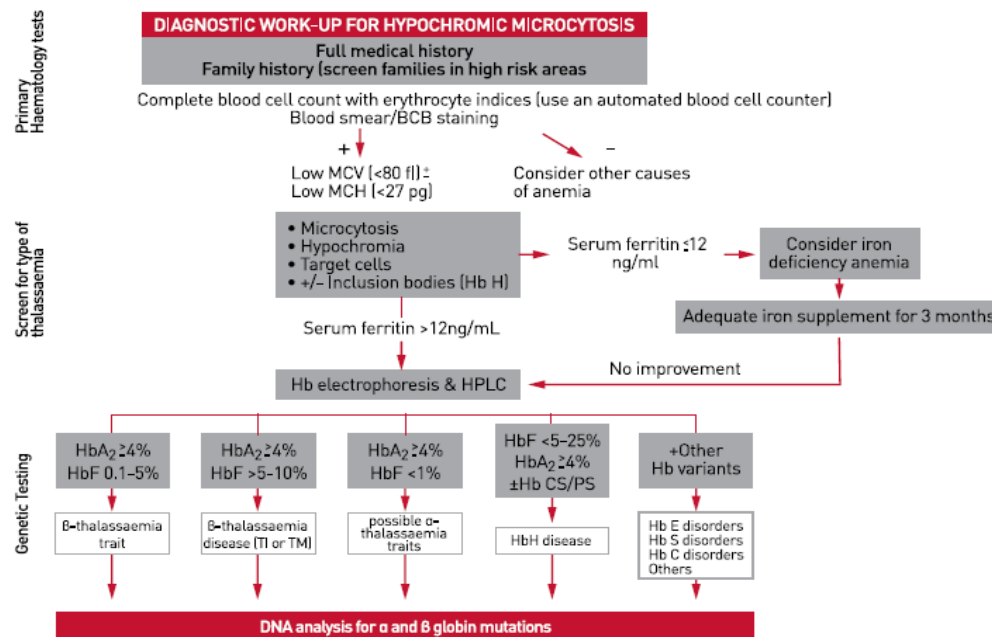 DIAGNOSTIC WORK-UP FOR HYPOCHROMIC MICROCYTOSIS
Full medical history
Family history (screen families in high risk areas
Primary
Haematology tests
Complete blood cell count with erythrocyte indices (use an automated blood cell counter)
Blood smear/BCB staining
+
–
Low MCV (<80 fl) ±
Low MCH (<27 pg)
Consider other causes
of anemia
Screen for type of
thalassaemia
• Microcytosis
• Hypochromia
• Target cells
• +/– Inclusion bodies (Hb H)
Serum ferritin ≤12
ng/ml
Consider iron
deficiency anemia
Adequate iron supplement for 3 months
Serum ferritin >12ng/mL
No improvement
Hb electrophoresis & HPLC
Genetic Testing
HbA₂ ≥4%
HbF 0.1–5%
HbA₂ ≥4%
HbF >5-10%
HbA₂ ≥4%
HbF <1%
HbF <5–25%
HbA₂ ≥4%
±Hb CS/PS
+Other
Hb variants
β-thalassaemia
trait
β-thalassaemia
disease (TI or TM)
possible α-
thalassaemia
traits
HbH disease
Hb E disorders
Hb S disorders
Hb C disorders
Others
DNA analysis for α and β globin mutations